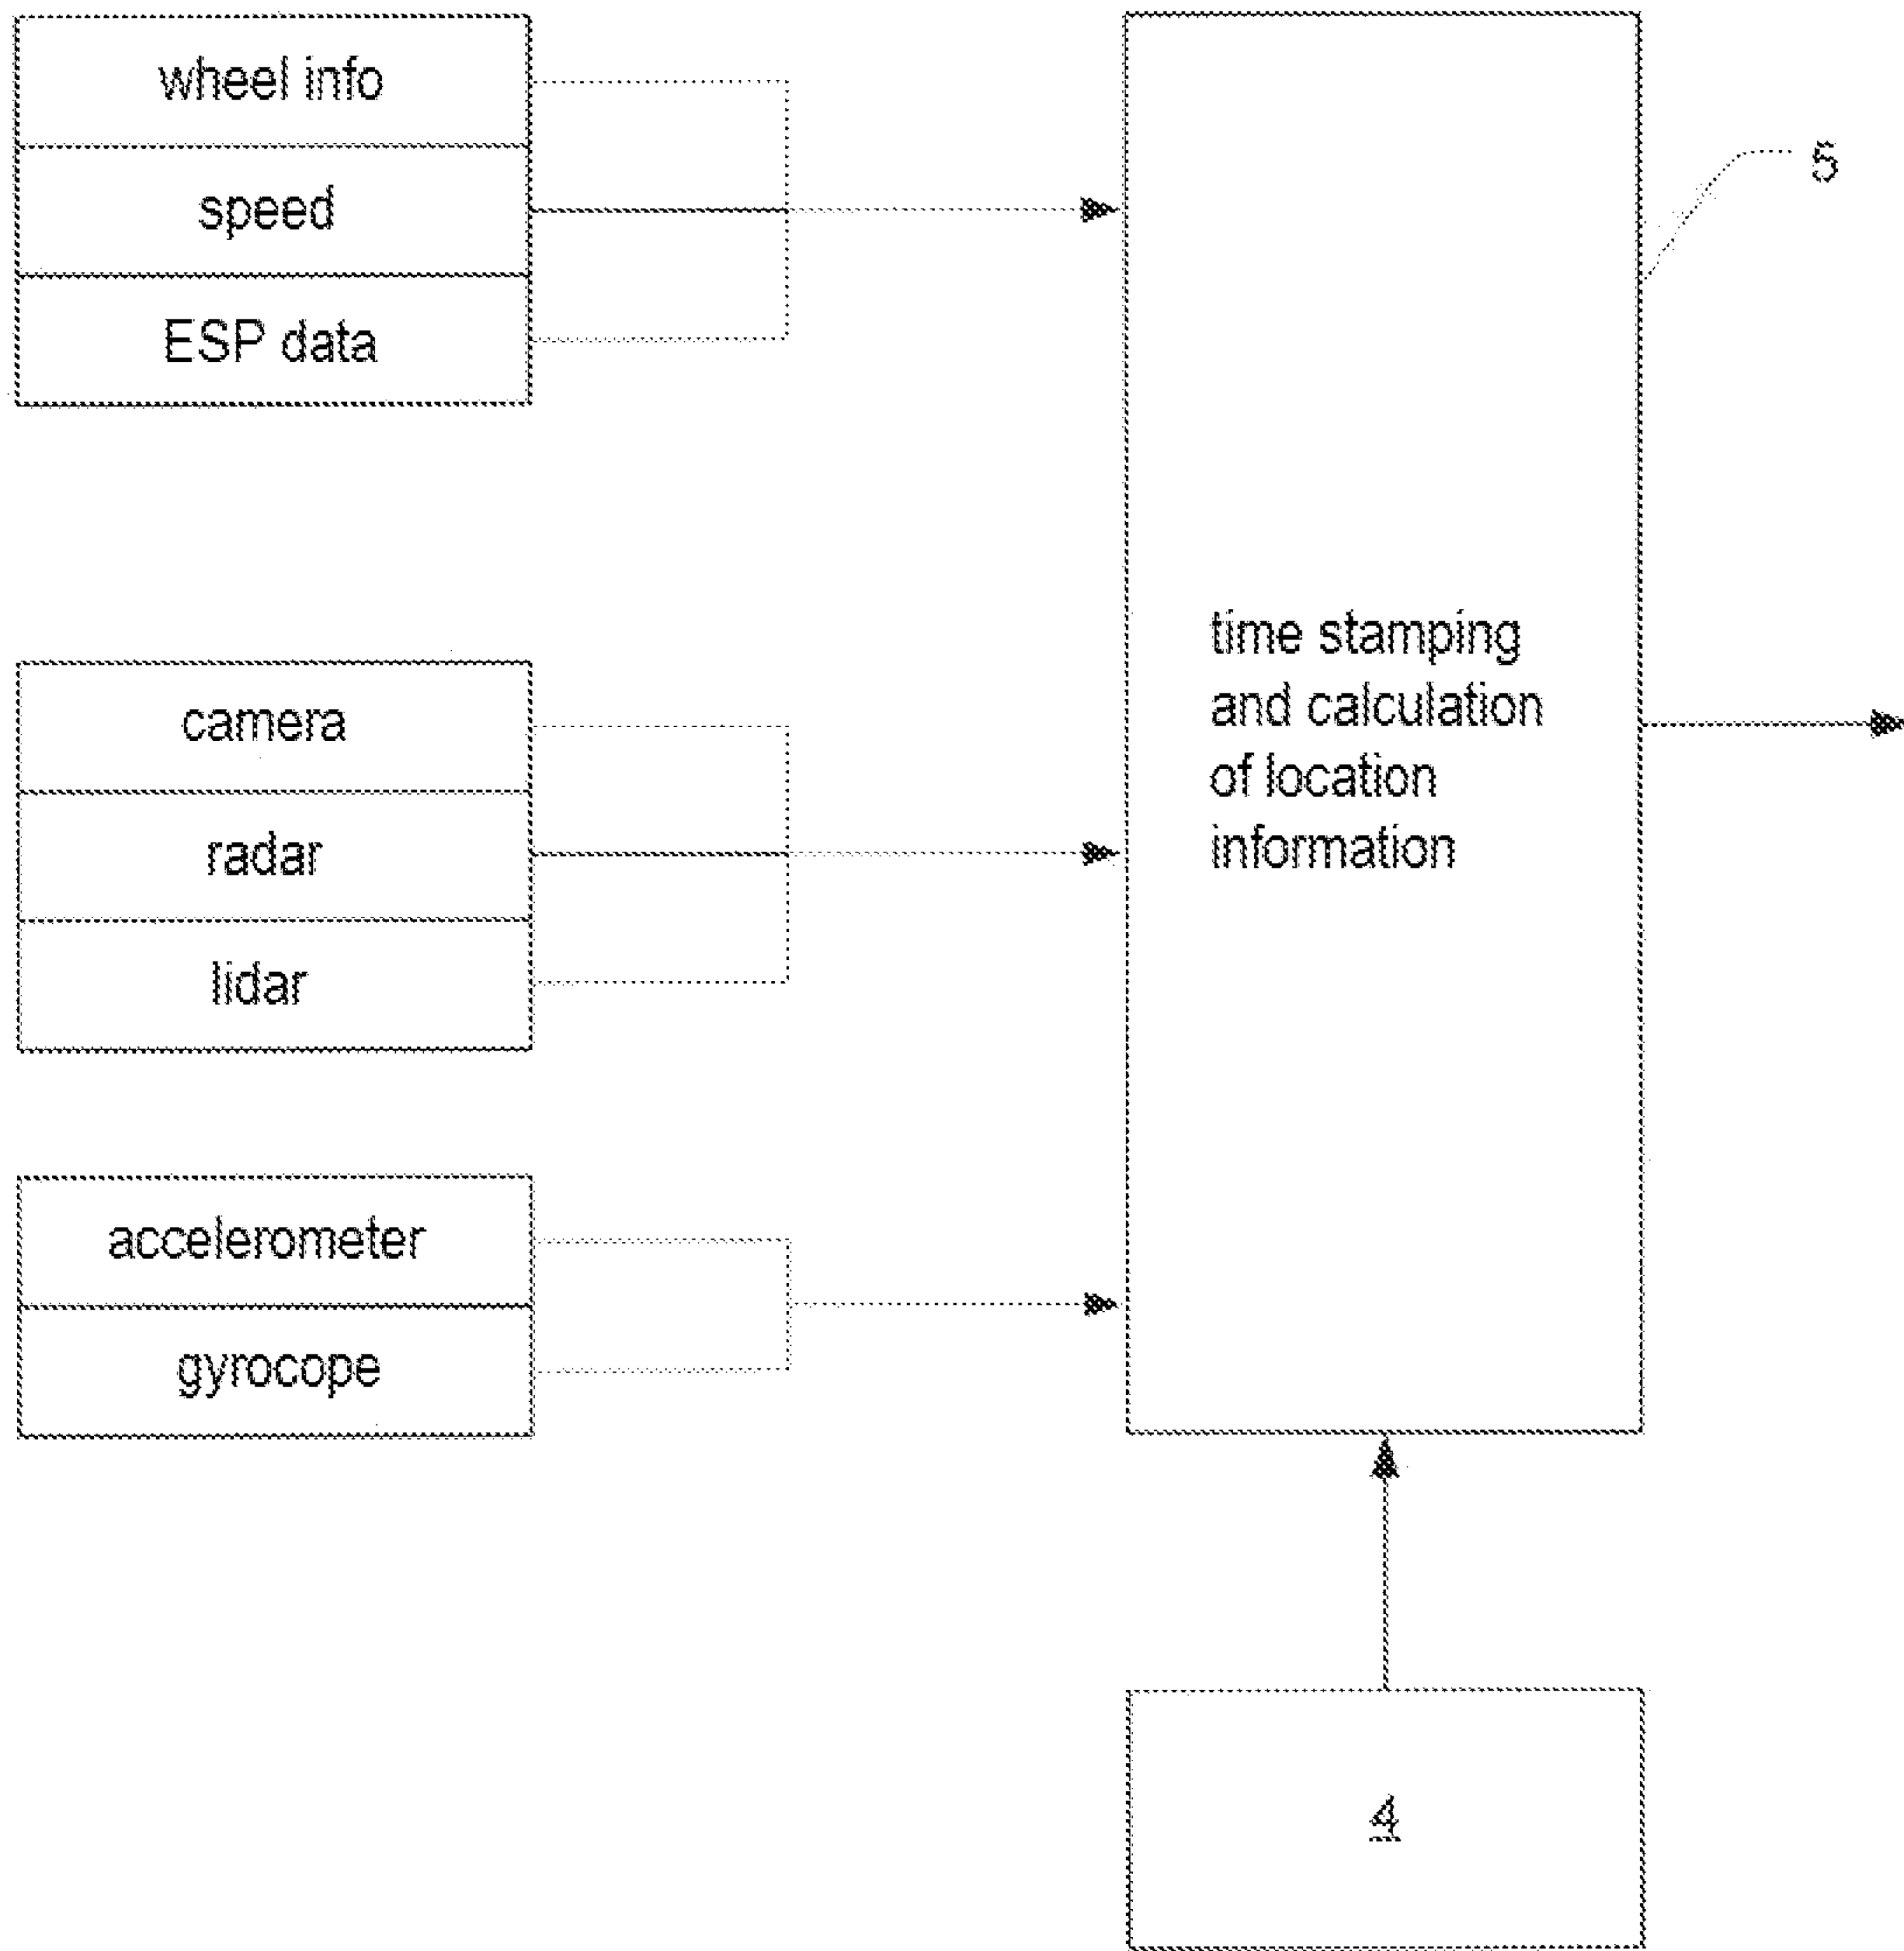 wheel info
speed
ESP data
5
camera
radar
lidar
time stamping
and calculation
of location
information
accelerometer
gyrocope
4